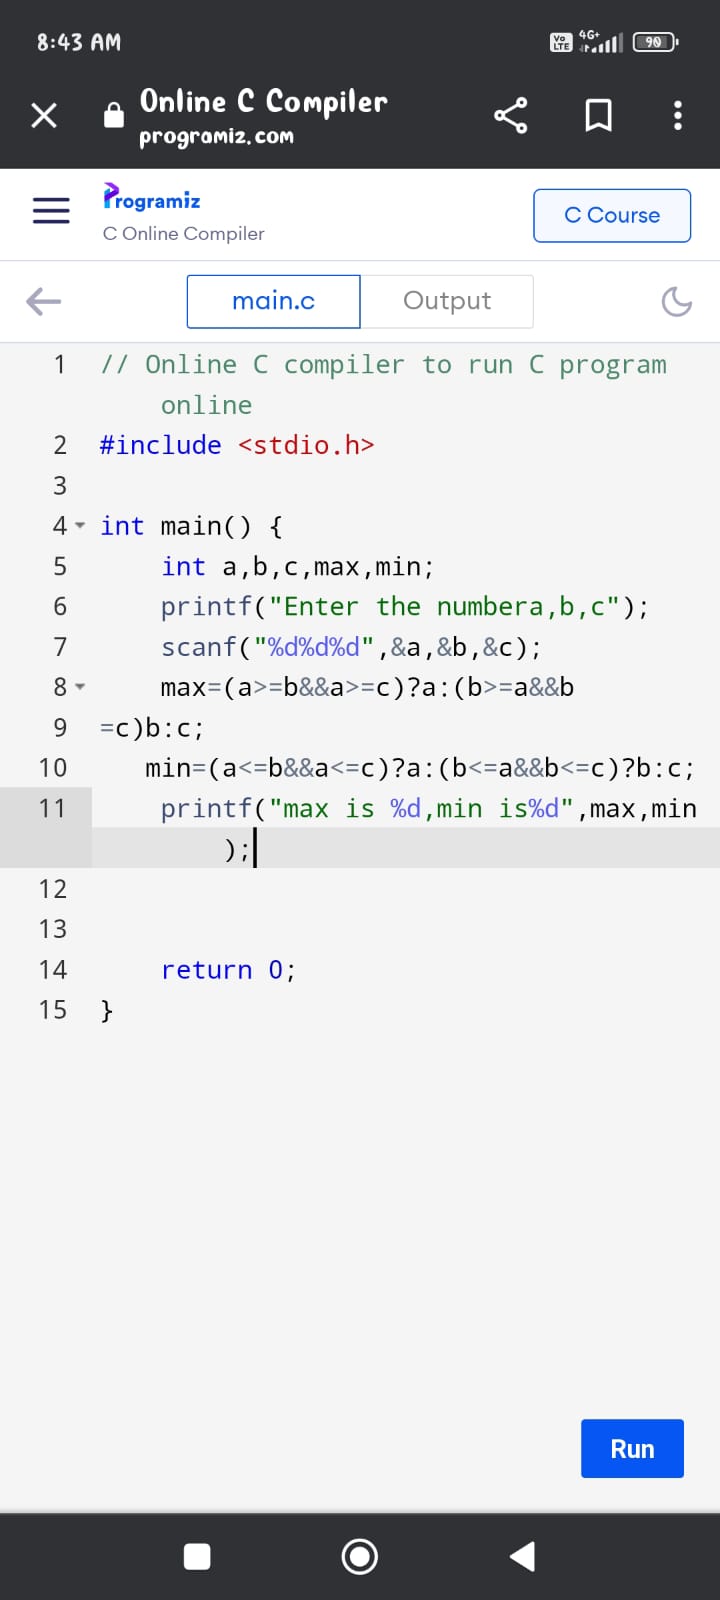 8:43 AM
Vo LTE 4G+ 90
Online C Compiler
programiz.com
Programiz
C Online Compiler
C Course
main.c Output
1 // Online C compiler to run C program
online
2 #include <stdio.h>
3
4 int main() {
5 int a,b,c,max,min;
6 printf("Enter the numbera,b,c");
7 scanf("%d%d%d",&a,&b,&c);
8 max=(a>=b&&a>=c)?a:(b>=a&&b
9 =c)b:c;
10 min=(a<=b&&a<=c)?a:(b<=a&&b<=c)?b:c;
11 printf("max is %d,min is%d",max,min
);
12
13
14 return 0;
15 }
Run